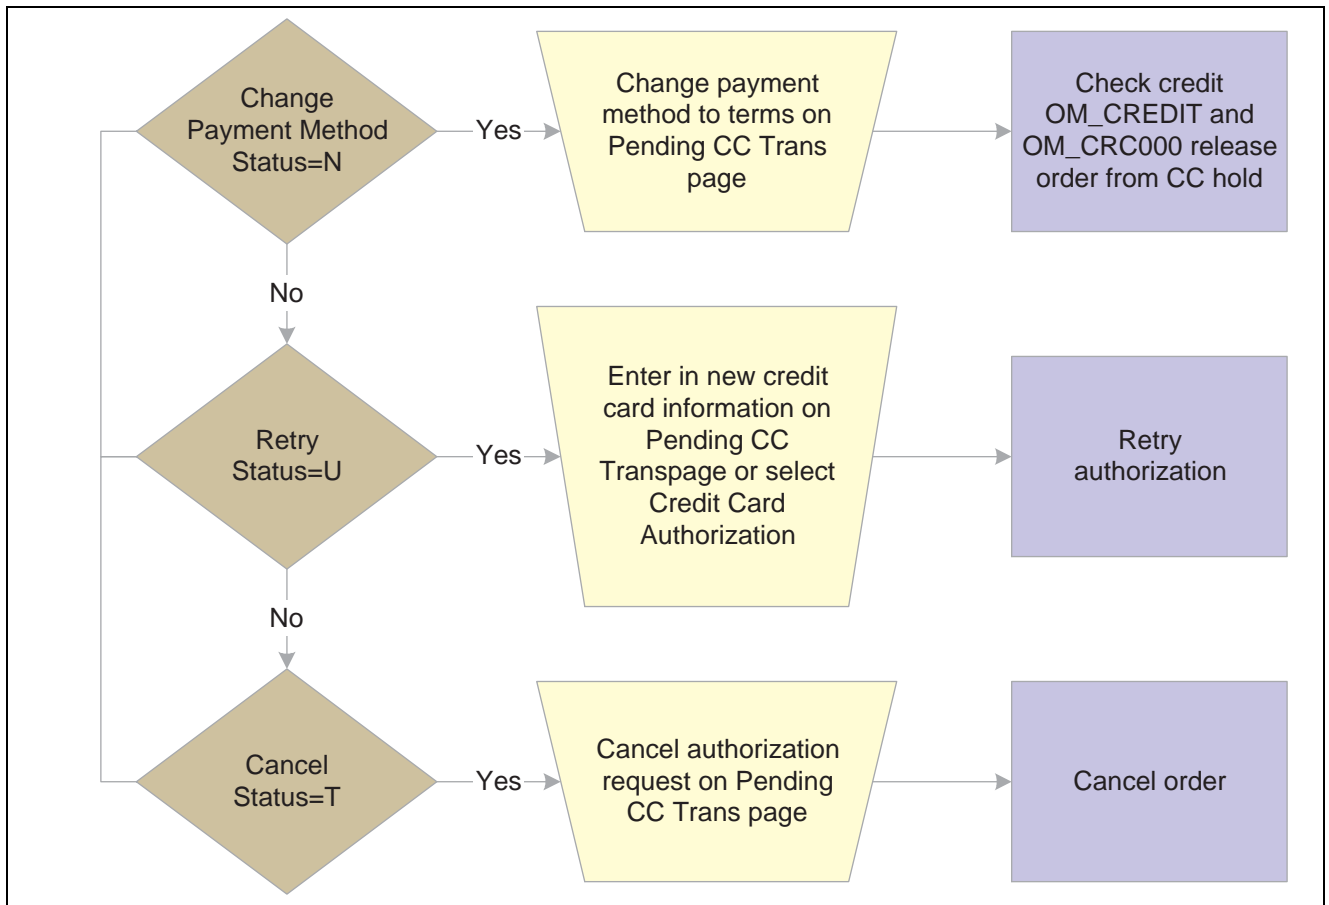 Change
Payment Method
Status=N
Yes
Change payment
method to terms on
Pending CC Trans
page
Check credit
OM_CREDIT and
OM_CRC000 release
order from CC hold
No
Retry
Status=U
Yes
Enter in new credit
card information on
Pending CC
Transpage or select
Credit Card
Authorization
Retry
authorization
No
Cancel
Status=T
Yes
Cancel authorization
request on Pending
CC Trans page
Cancel order